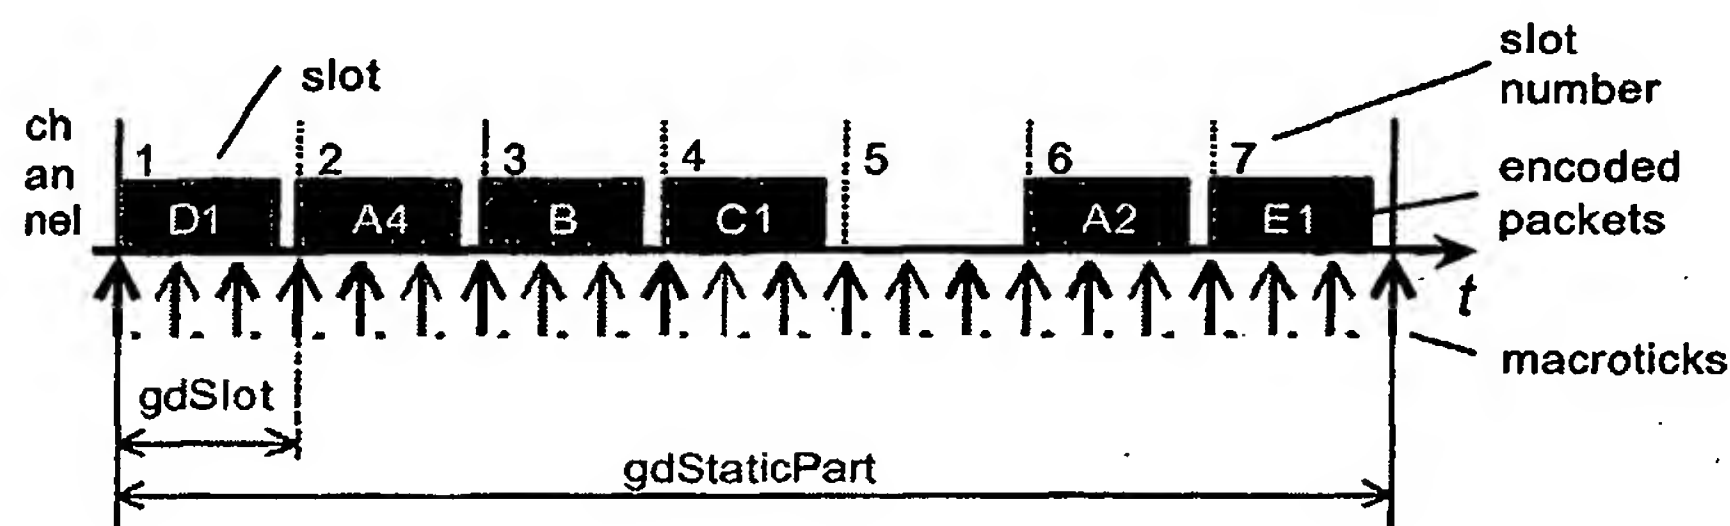 slot
slot
number
ch
an
nel
1 2 3 4 5 6 7
encoded
packets
D1 A4 B C1 A2 E1
t
macroticks
gdSlot
gdStaticPart